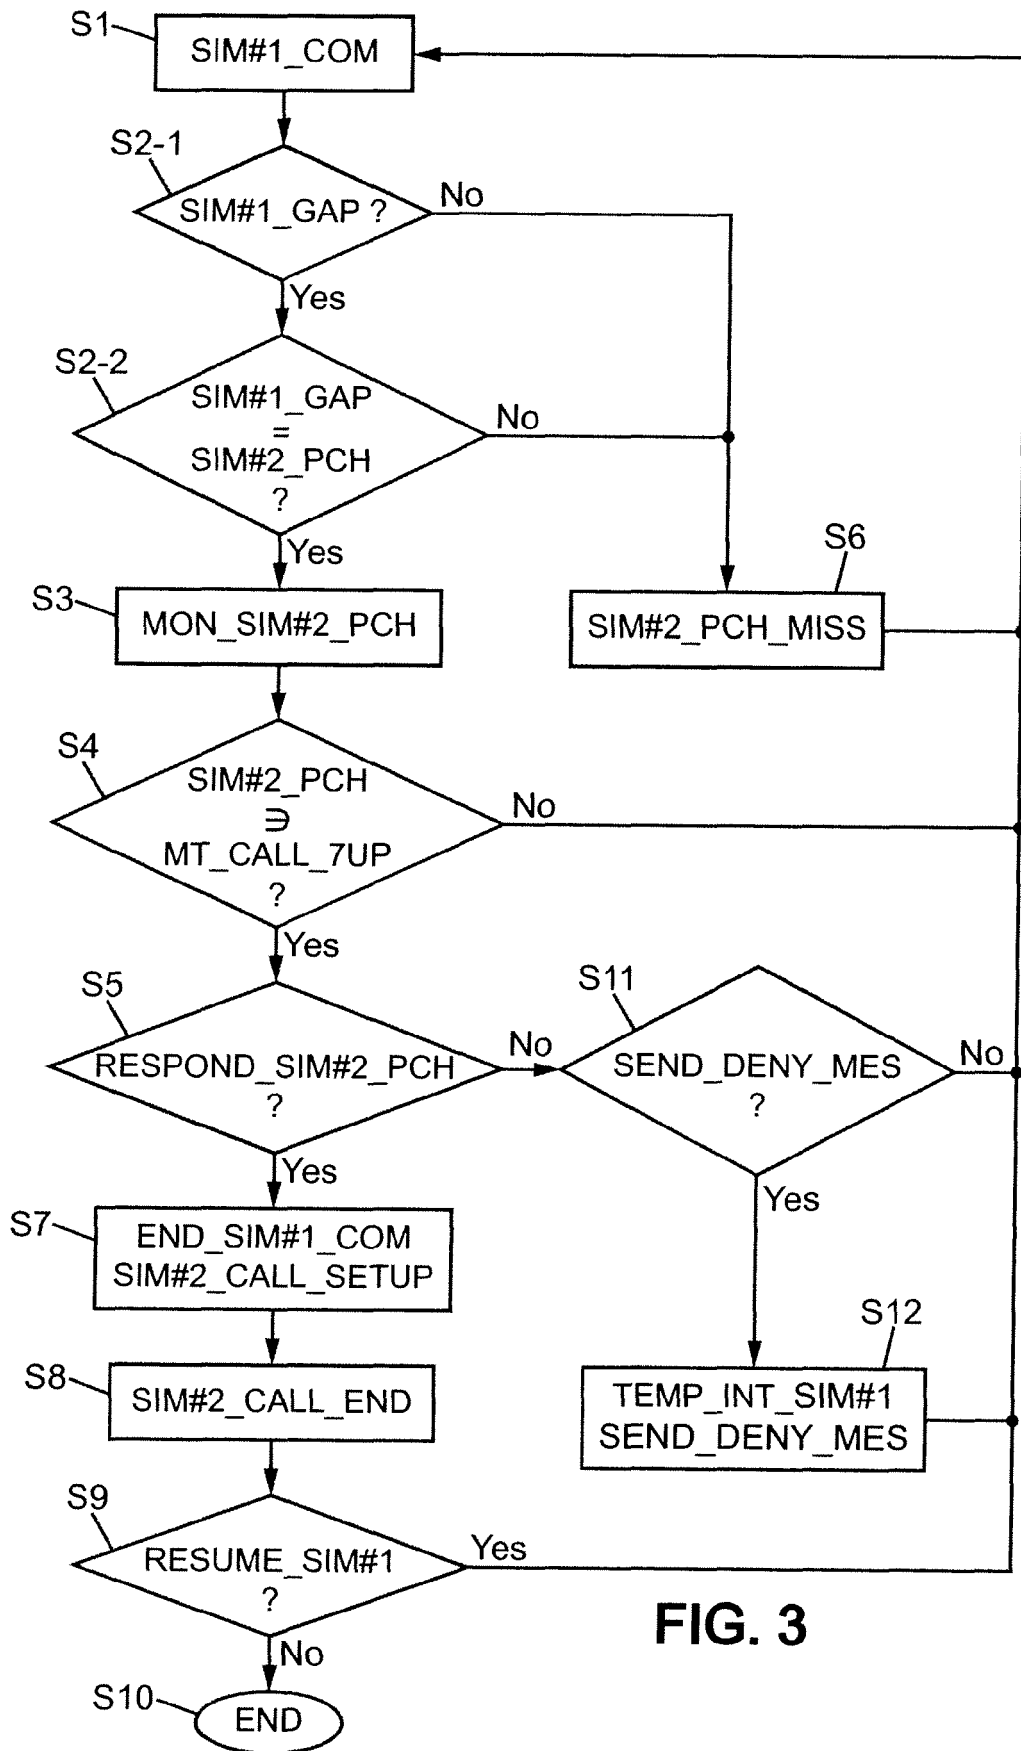 S1
SIM#1_COM
S2-1
SIM#1_GAP ?
No
Yes
S2-2
SIM#1_GAP
=
SIM#2_PCH
?
No
Yes
S3
MON_SIM#2_PCH
S6
SIM#2_PCH_MISS
S4
SIM#2_PCH
∋
MT_CALL_7UP
?
No
Yes
S5
RESPOND_SIM#2_PCH
?
No
S11
SEND_DENY_MES
?
No
Yes
Yes
S7
END_SIM#1_COM
SIM#2_CALL_SETUP
S12
TEMP_INT_SIM#1
SEND_DENY_MES
S8
SIM#2_CALL_END
S9
RESUME_SIM#1
?
Yes
No
S10
END
FIG. 3